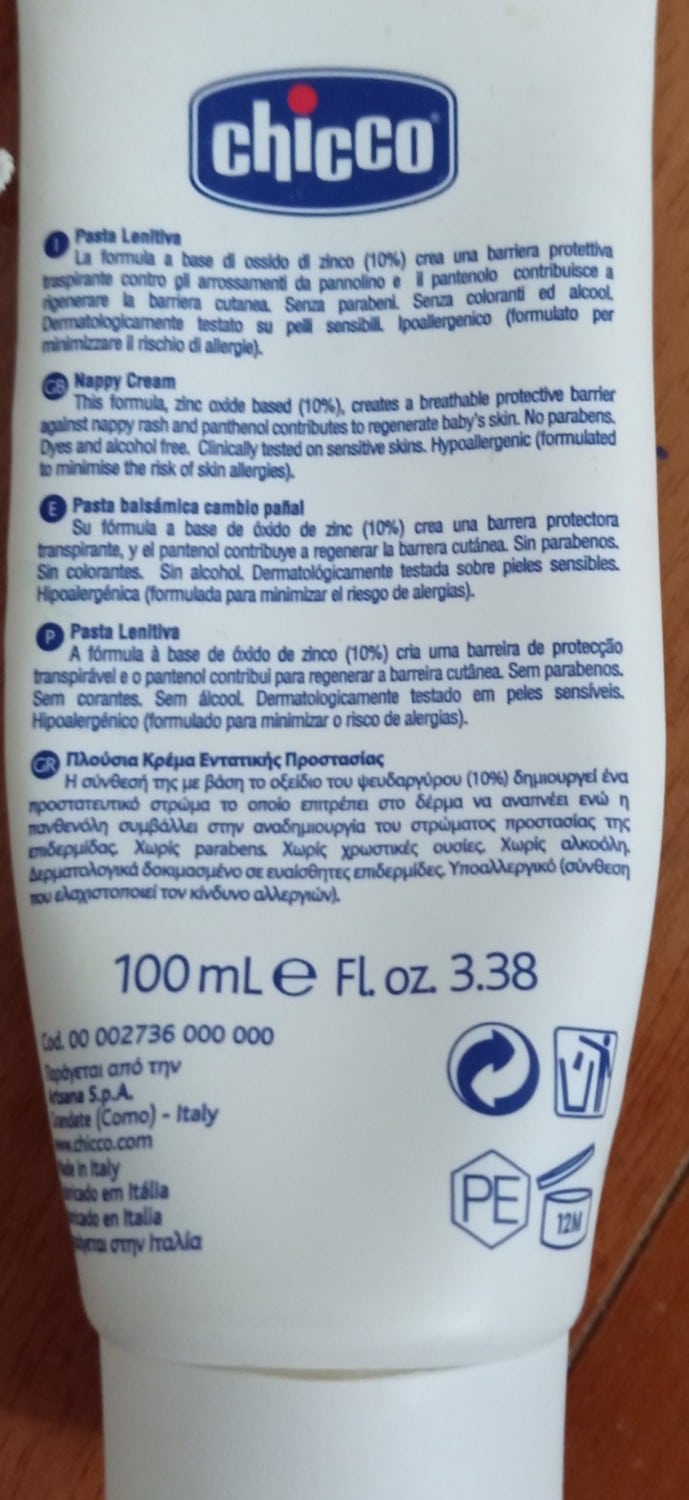 chicco
I Pasta Lenitiva
La formula a base di ossido di zinco (10%) crea una barriera protettiva
traspirante contro gli arrossamenti da pannolino e il pantenolo contribuisce a
rigenerare la barriera cutanea. Senza parabeni. Senza coloranti ed alcool.
Dermatologicamente testato su pelli sensibili. Ipoallergenico (formulato per
minimizzare il rischio di allergie).
GB Nappy Cream
This formula, zinc oxide based (10%), creates a breathable protective barrier
against nappy rash and panthenol contributes to regenerate baby's skin. No parabens.
Dyes and alcohol free. Clinically tested on sensitive skins. Hypoallergenic (formulated
to minimise the risk of skin allergies).
E Pasta balsámica cambio pañal
Su fórmula a base de óxido de zinc (10%) crea una barrera protectora
transpirante, y el pantenol contribuye a regenerar la barrera cutánea. Sin parabenos.
Sin colorantes. Sin alcohol. Dermatológicamente testada sobre pieles sensibles.
Hipoalergénica (formulada para minimizar el riesgo de alergias).
P Pasta Lenitiva
A fórmula à base de óxido de zinco (10%) cria uma barreira de protecção
transpirável e o pantenol contribui para regenerar a barreira cutânea. Sem parabenos.
Sem corantes. Sem álcool. Dermatologicamente testado em peles sensíveis.
Hipoalergénico (formulado para minimizar o risco de alergias).
GR Πλούσια Κρέμα Εντατικής Προστασίας
Η σύνθεσή της με βάση το οξείδιο του ψευδαργύρου (10%) δημιουργεί ένα
προστατευτικό στρώμα το οποίο επιτρέπει στο δέρμα να αναπνέει ενώ η
πανθενόλη συμβάλλει στην αναδημιουργία του στρώματος προστασίας της
επιδερμίδας. Χωρίς parabens. Χωρίς χρωστικές ουσίες. Χωρίς αλκοόλη.
Δερματολογικά δοκιμασμένο σε ευαίσθητες επιδερμίδες. Υποαλλεργικό (σύνθεση
που ελαχιστοποιεί τον κίνδυνο αλλεργιών).
100 mL e Fl. oz. 3.38
Cod. 00 002736 000 000
Παράγεται από την
Artsana S.p.A.
(Como) - Italy
www.chicco.com
Made in Italy
em Itália
en Italia
στην Ιταλία
PE
12M